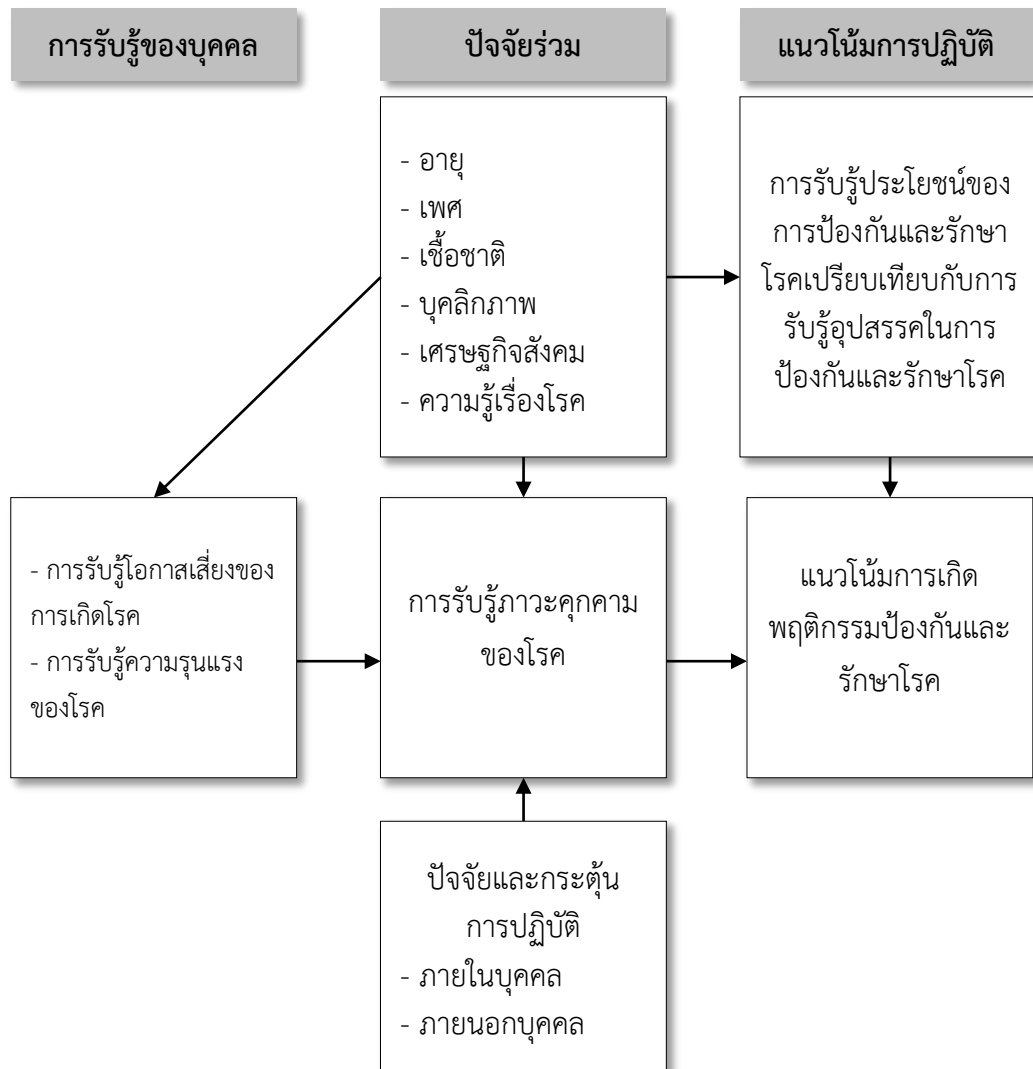 การรับรู้ของบุคคล
ปัจจัยร่วม
แนวโน้มการปฏิบัติ
- อายุ
- เพศ
- เชื้อชาติ
- บุคลิกภาพ
- เศรษฐกิจสังคม
- ความรู้เรื่องโรค
การรับรู้ประโยชน์ของ
การป้องกันและรักษา
โรคเปรียบเทียบกับการ
รับรู้อุปสรรคในการ
ป้องกันและรักษาโรค
- การรับรู้โอกาสเสี่ยงของ
การเกิดโรค
- การรับรู้ความรุนแรง
ของโรค
การรับรู้ภาวะคุกคาม
ของโรค
แนวโน้มการเกิด
พฤติกรรมป้องกันและ
รักษาโรค
ปัจจัยและกระตุ้น
การปฏิบัติ
- ภายในบุคคล
- ภายนอกบุคคล